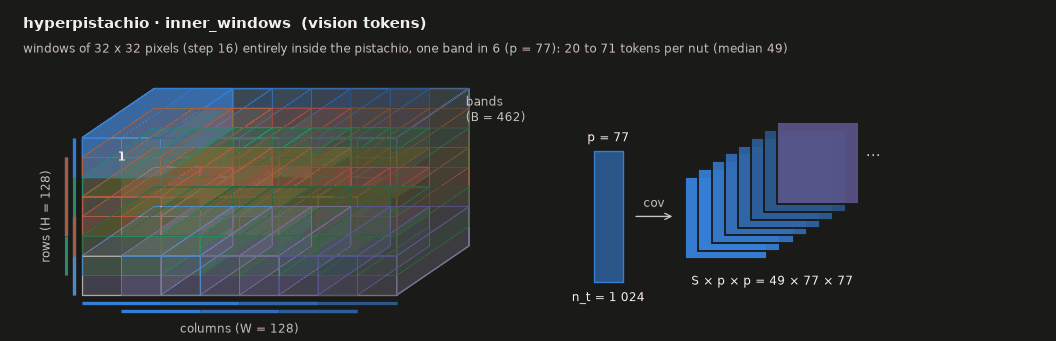 hyperpistachio · inner_windows (vision tokens)
windows of 32 x 32 pixels (step 16) entirely inside the pistachio, one band in 6 (p = 77): 20 to 71 tokens per nut (median 49)
bands
(B = 462)
1
rows (H = 128)
columns (W = 128)
p = 77
n_t = 1 024
cov
...
S × p × p = 49 × 77 × 77